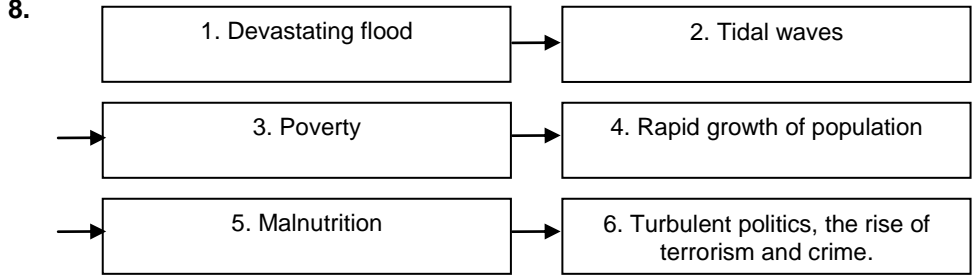 8.
1. Devastating flood
2. Tidal waves
3. Poverty
4. Rapid growth of population
5. Malnutrition
6. Turbulent politics, the rise of
terrorism and crime.